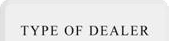 TYPE OF DEALER